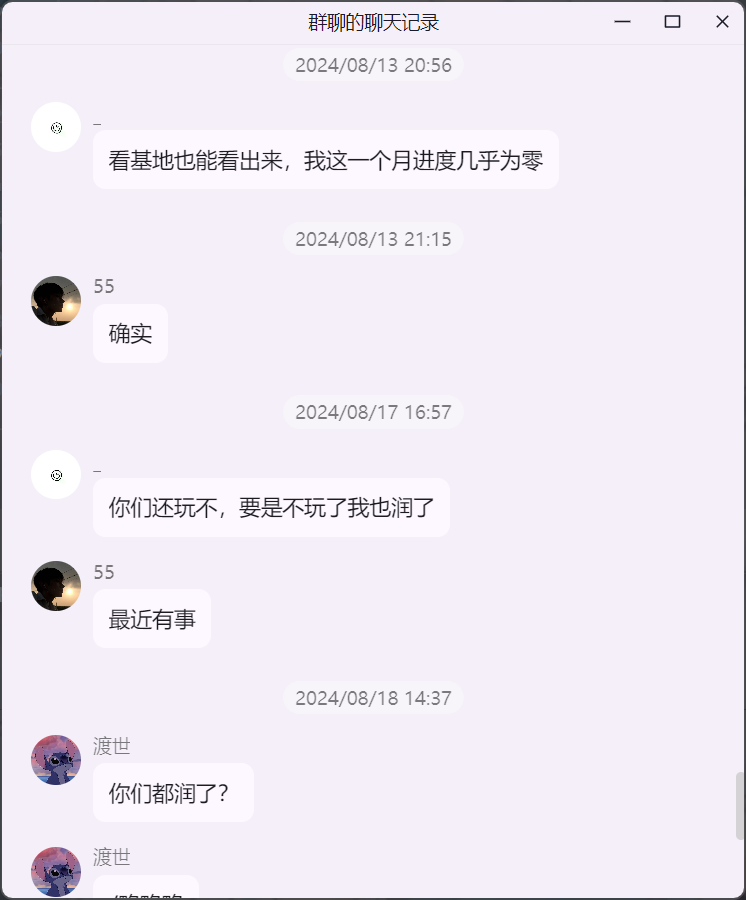 群聊的聊天记录
2024/08/13 20:56
_
看基地也能看出来，我这一个月进度几乎为零
2024/08/13 21:15
55
确实
2024/08/17 16:57
_
你们还玩不，要是不玩了我也润了
55
最近有事
2024/08/18 14:37
渡世
你们都润了？
渡世